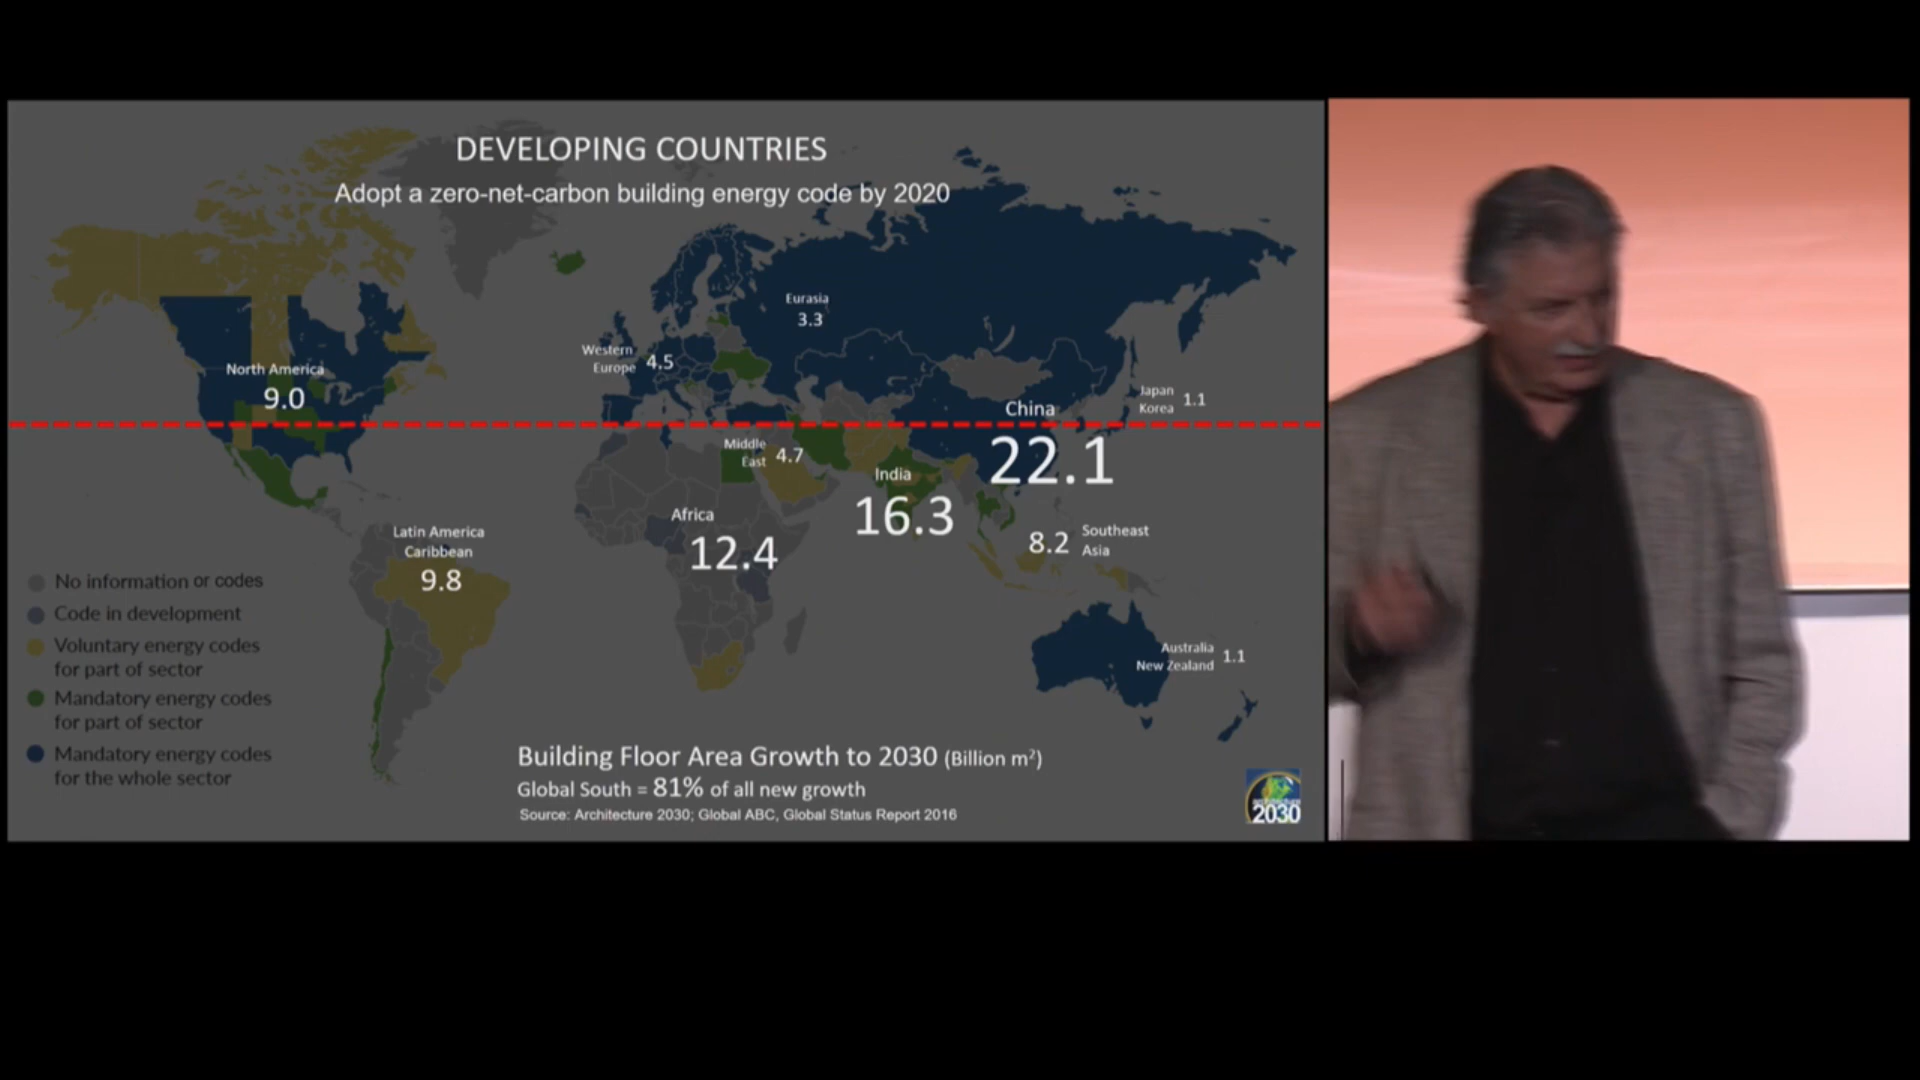 DEVELOPING COUNTRIES
Adopt a zero-net-carbon building energy code by 2020
Eurasia
3.3
Western
Europe 4.5
North America
9.0
Japan
Korea 1.1
China
22.1
Middle
East 4.7
India
16.3
Africa
12.4
Southeast
Asia
8.2
Latin America
Caribbean
9.8
Australia
New Zealand 1.1
No information or codes
Code in development
Voluntary energy codes
for part of sector
Mandatory energy codes
for part of sector
Mandatory energy codes
for the whole sector
Building Floor Area Growth to 2030 (Billion m²)
Global South = 81% of all new growth
Source: Architecture 2030; Global ABC, Global Status Report 2016
2030